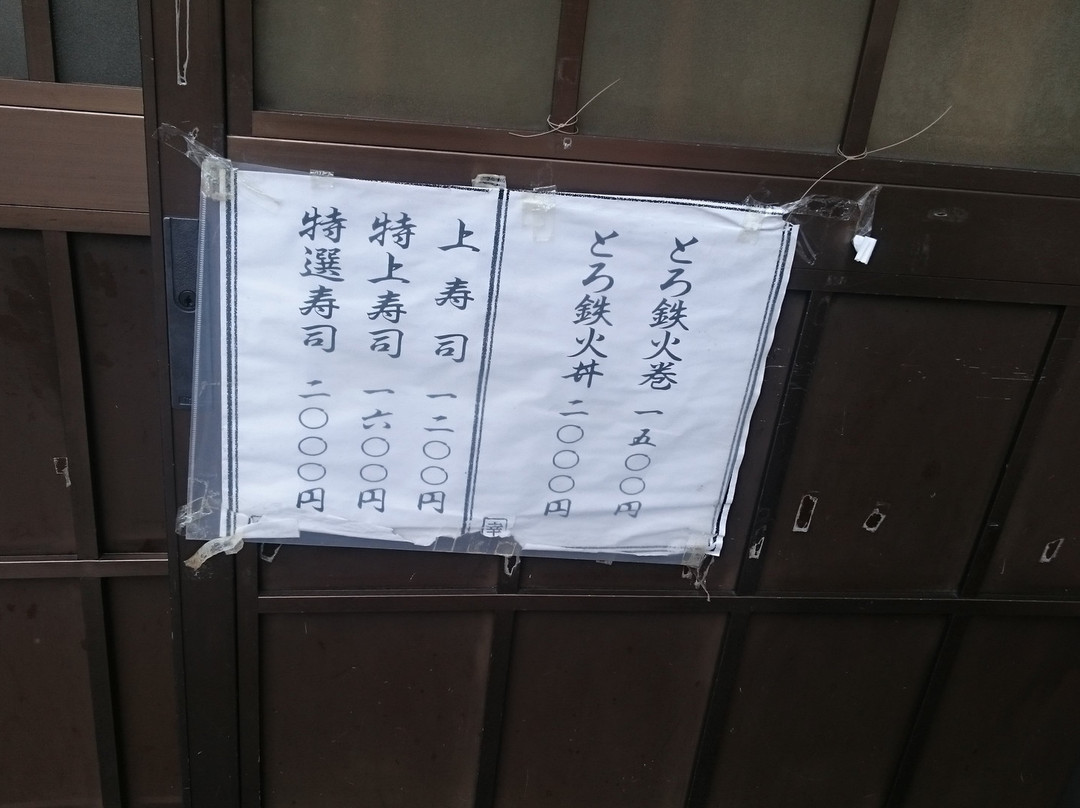 とろ鉄火巻 一五〇〇円
とろ鉄火丼 二〇〇〇円
上寿司 一二〇〇円
特上寿司 一六〇〇円
特選寿司 二〇〇〇円
幸